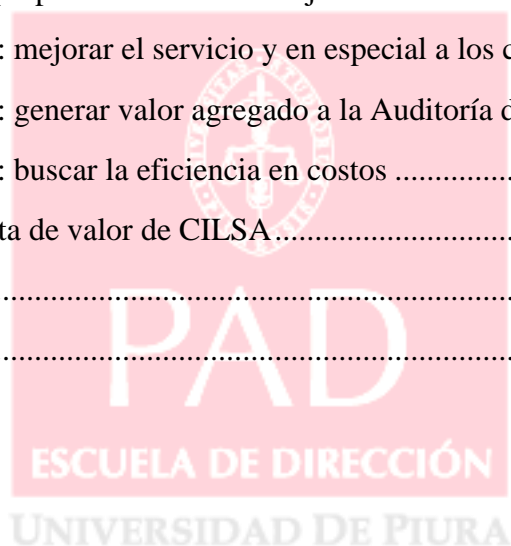 : mejorar el servicio y en especial a los
: generar valor agregado a la Auditoría
: buscar la eficiencia en costos ..................
ta de valor de CILSA..............................
..........................................................
..........................................................
PAD
ESCUELA DE DIRECCIÓN
UNIVERSIDAD DE PIURA